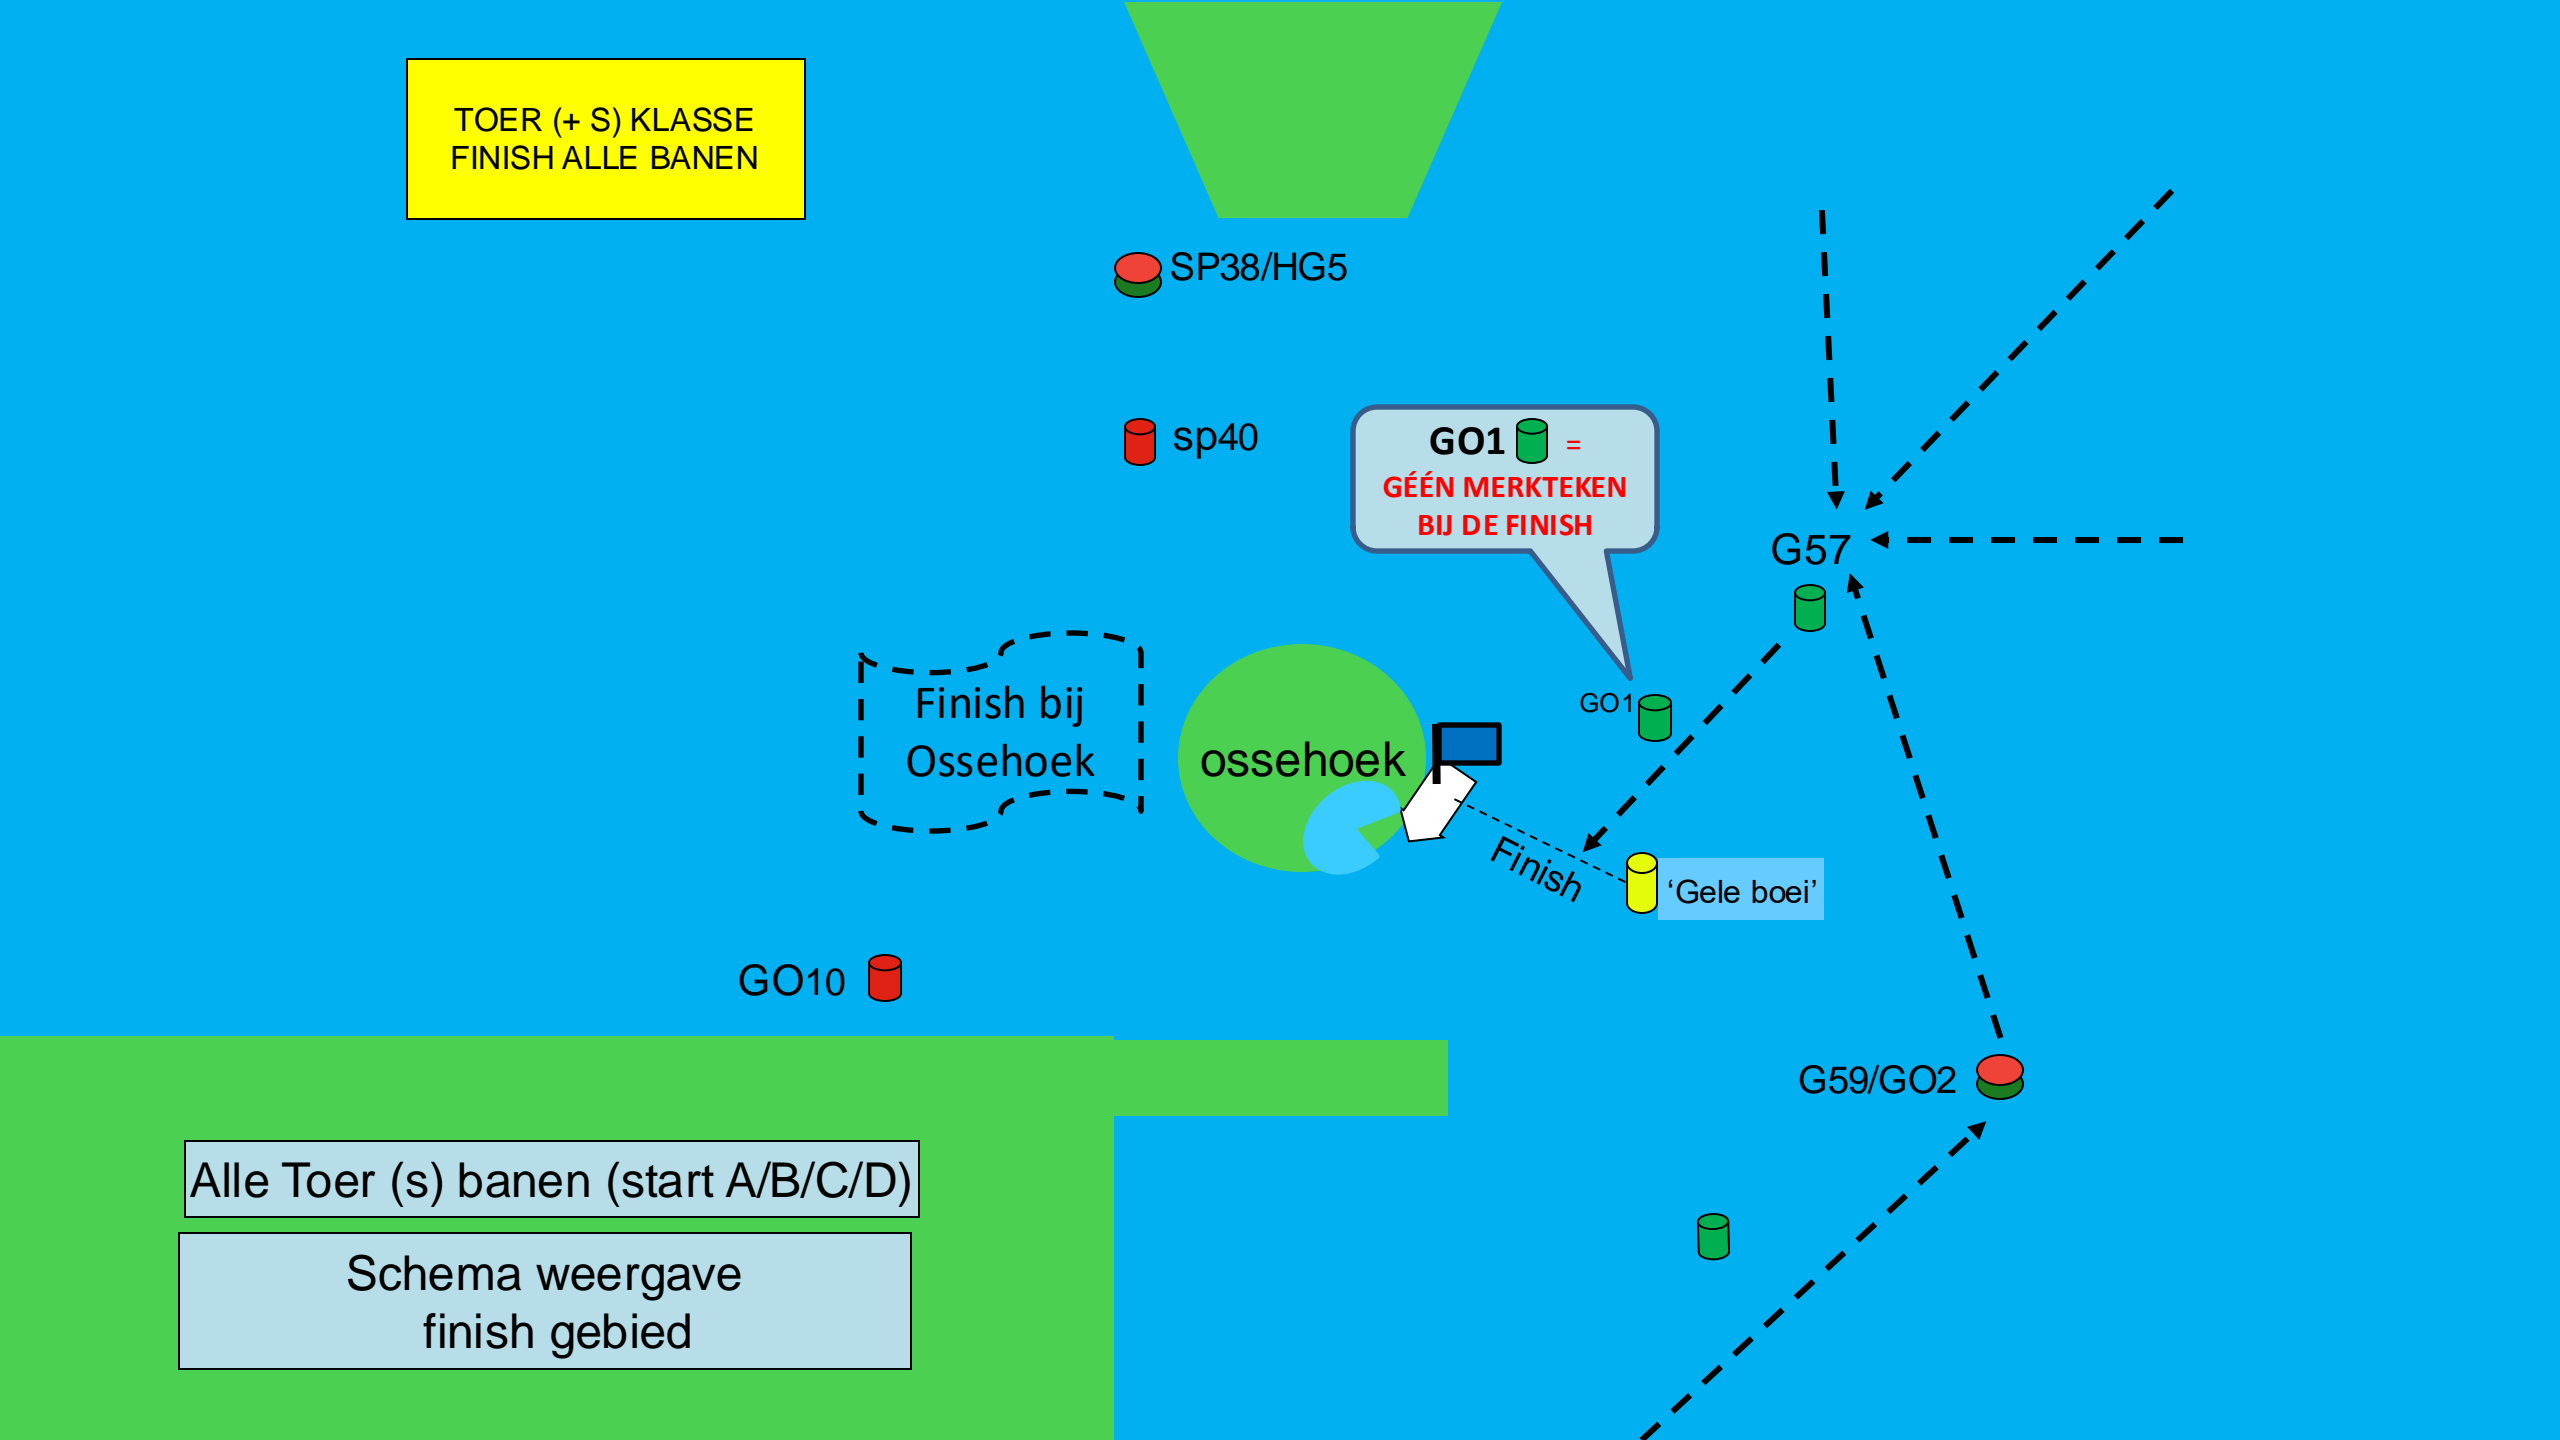 TOER (+ S) KLASSE
FINISH ALLE BANEN
SP38/HG5
sp40
GO1 =
GÉÉN MERKTEKEN
BIJ DE FINISH
G57
GO1
Finish bij
Ossehoek
ossehoek
Finish
‘Gele boei’
GO10
G59/GO2
Alle Toer (s) banen (start A/B/C/D)
Schema weergave
finish gebied